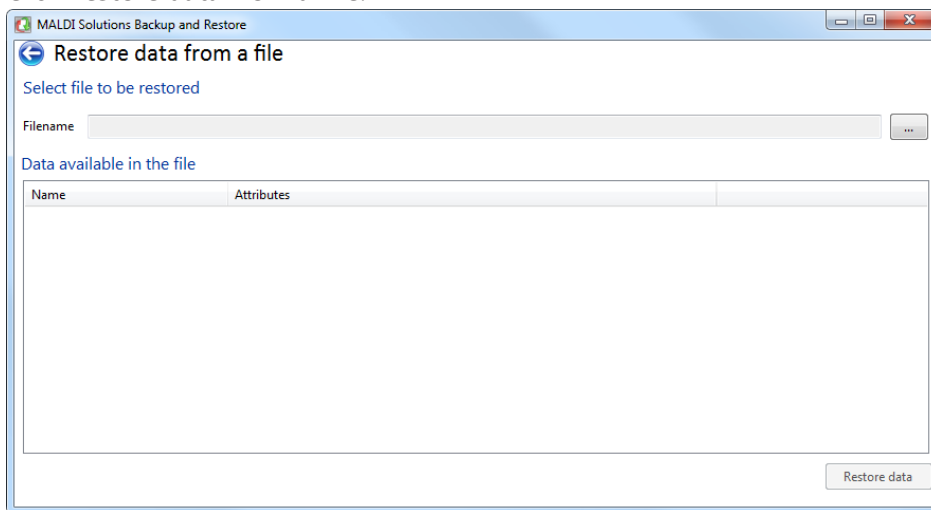 MALDI Solutions Backup and Restore
Restore data from a file
Select file to be restored
Filename
...
Data available in the file
Name Attributes
Restore data